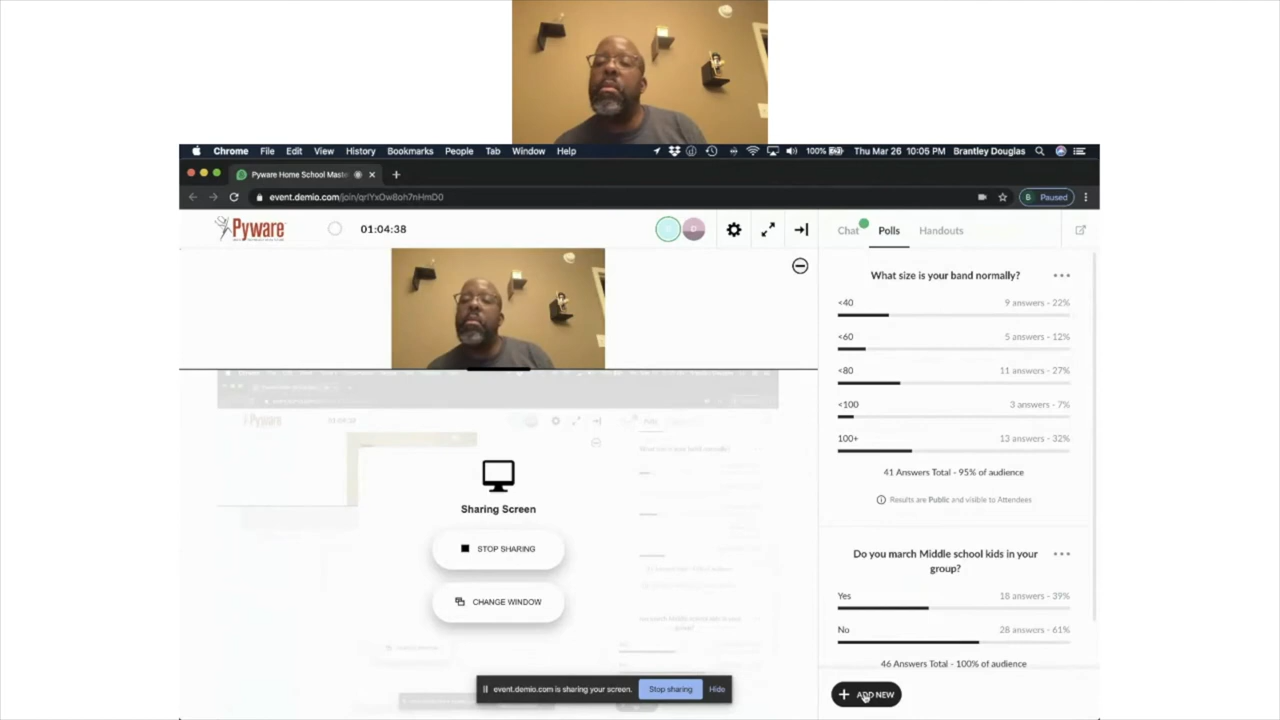 Chrome File Edit View History Bookmarks People Tab Window Help 100% Thu Mar 26 10:05 PM Brantley Douglas
Pyware Home School Mast
event.demio.com/join/qrIYxOw8oh7nHmD0
B Paused
Pyware
01:04:38
D
Chat Polls Handouts
What size is your band normally?
<40 9 answers - 22%
<60 5 answers - 12%
<80 11 answers - 27%
<100 3 answers - 7%
100+ 13 answers - 32%
41 Answers Total - 95% of audience
Results are Public and visible to Attendees
Do you march Middle school kids in your
group?
Yes 18 answers - 39%
No 28 answers - 61%
46 Answers Total - 100% of audience
ADD NEW
Pyware
Sharing Screen
STOP SHARING
CHANGE WINDOW
event.demio.com is sharing your screen. Stop sharing Hide